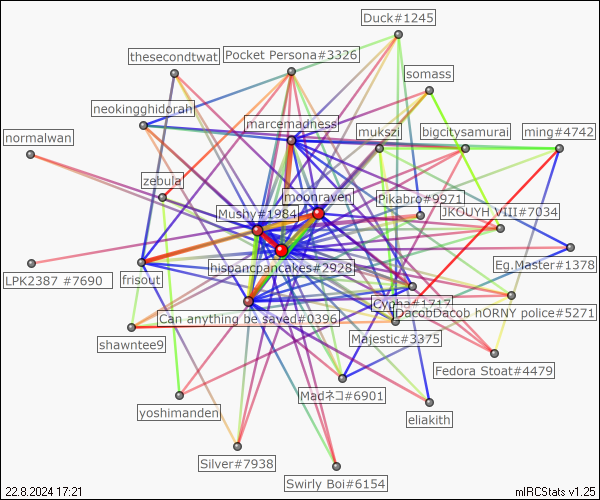 Duck#1245
thesecondtwat
Pocket Persona#3326
somass
neokingghidorah
marcemadness
normalwan
mukszi
bigcitysamurai
ming#4742
zebula
moonraven
Pikabro#9971
Mushy#1984
JKOUYH VIII#7034
hispancpancakes#2928
Eg.Master#1378
LPK2387 #7690
frisout
Cypha#1717
Can anything be saved#0396
DacobDacob hORNY police#5271
shawntee9
Majestic#3375
Fedora Stoat#4479
Madネコ#6901
yoshimanden
eliakith
Silver#7938
Swirly Boi#6154
22.8.2024 17:21
mIRCStats v1.25